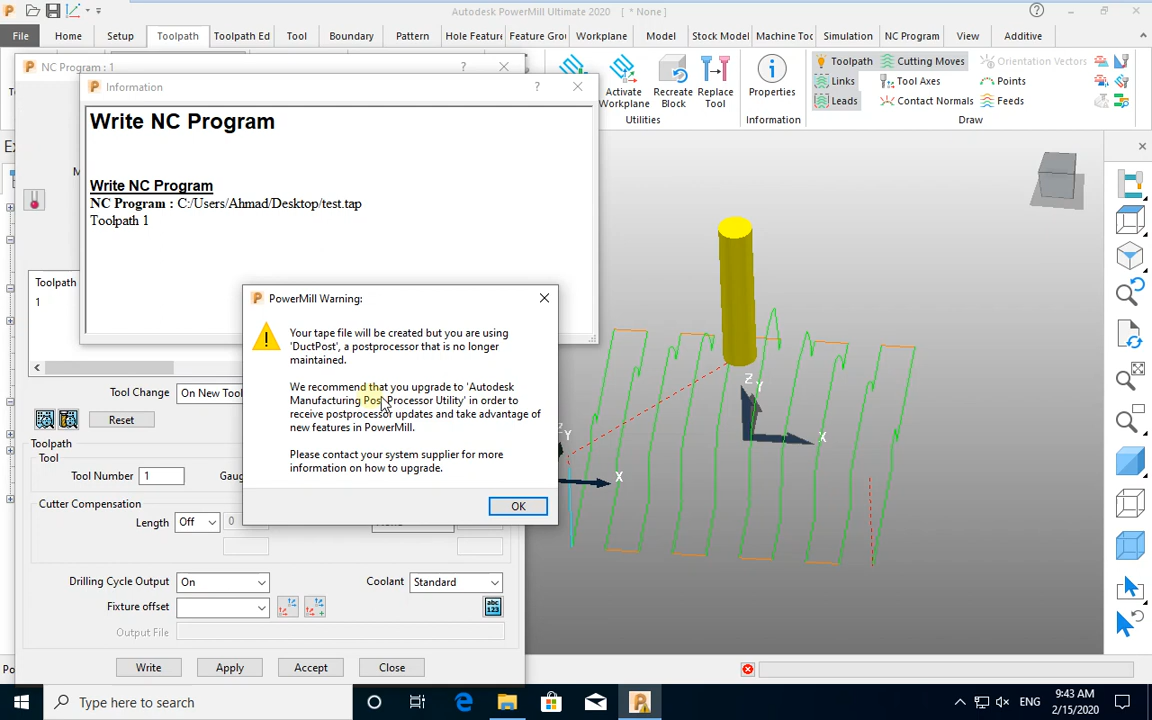 Autodesk PowerMill Ultimate 2020 [ * None ]
File Home Setup Toolpath Toolpath Ed Tool Boundary Pattern Hole Feature Feature Grou Workplane Model Stock Model Machine Too Simulation NC Program View Additive
NC Program : 1
Information
Write NC Program
Write NC Program
NC Program : C:/Users/Ahmad/Desktop/test.tap
Toolpath 1
Activate
Workplane
Recreate
Block
Replace
Tool
Utilities
Properties
Information
Toolpath Cutting Moves Orientation Vectors
Links Tool Axes Points
Leads Contact Normals Feeds
Draw
Toolpath
1
PowerMill Warning:
Your tape file will be created but you are using
'DuctPost', a postprocessor that is no longer
maintained.
We recommend that you upgrade to 'Autodesk
Manufacturing Post Processor Utility' in order to
receive postprocessor updates and take advantage of
new features in PowerMill.
Please contact your system supplier for more
information on how to upgrade.
OK
Tool Change On New Tool
Reset
Toolpath
Tool
Tool Number 1 Gaug
Cutter Compensation
Length Off 0
Drilling Cycle Output On Coolant Standard
Fixture offset
abc
123
Output File
Write Apply Accept Close
Z
Y
X
Y
X
Type here to search
ENG
9:43 AM
2/15/2020